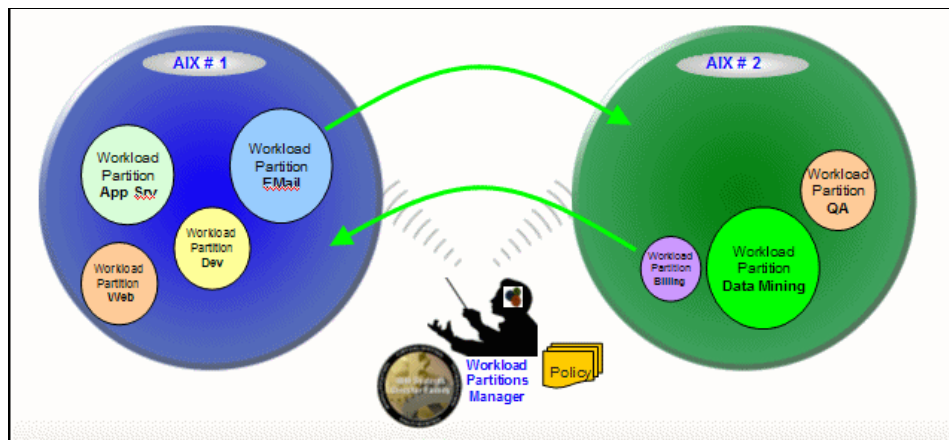 AIX # 1
AIX # 2
Workload
Partition
App Srv
Workload
Partition
EMail
Workload
Partition
Dev
Workload
Partition
Web
Workload
Partition
QA
Workload
Partition
Billing
Workload
Partition
Data Mining
Workload
Partitions
Manager
Policy